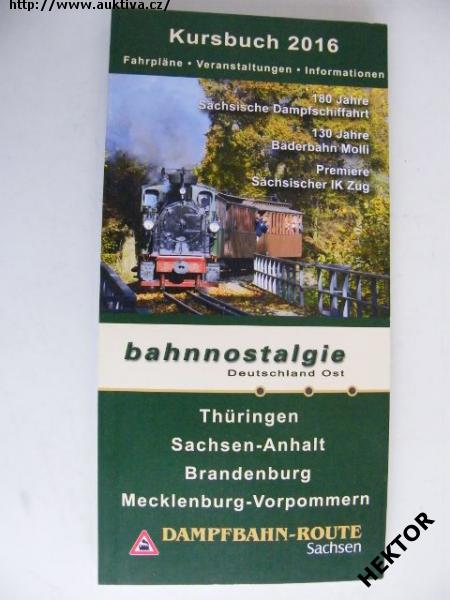 http://www.auktiva.cz/
Kursbuch 2016
Fahrpläne • Veranstaltungen • Informationen
180 Jahre
Sächsische Dampfschiffahrt
130 Jahre
Bäderbahn Molli
Premiere
Sächsischer IK Zug
bahnnostalgie
Deutschland Ost
Thüringen
Sachsen-Anhalt
Brandenburg
Mecklenburg-Vorpommern
DAMPFBAHN-ROUTE
Sachsen
HEKTOR